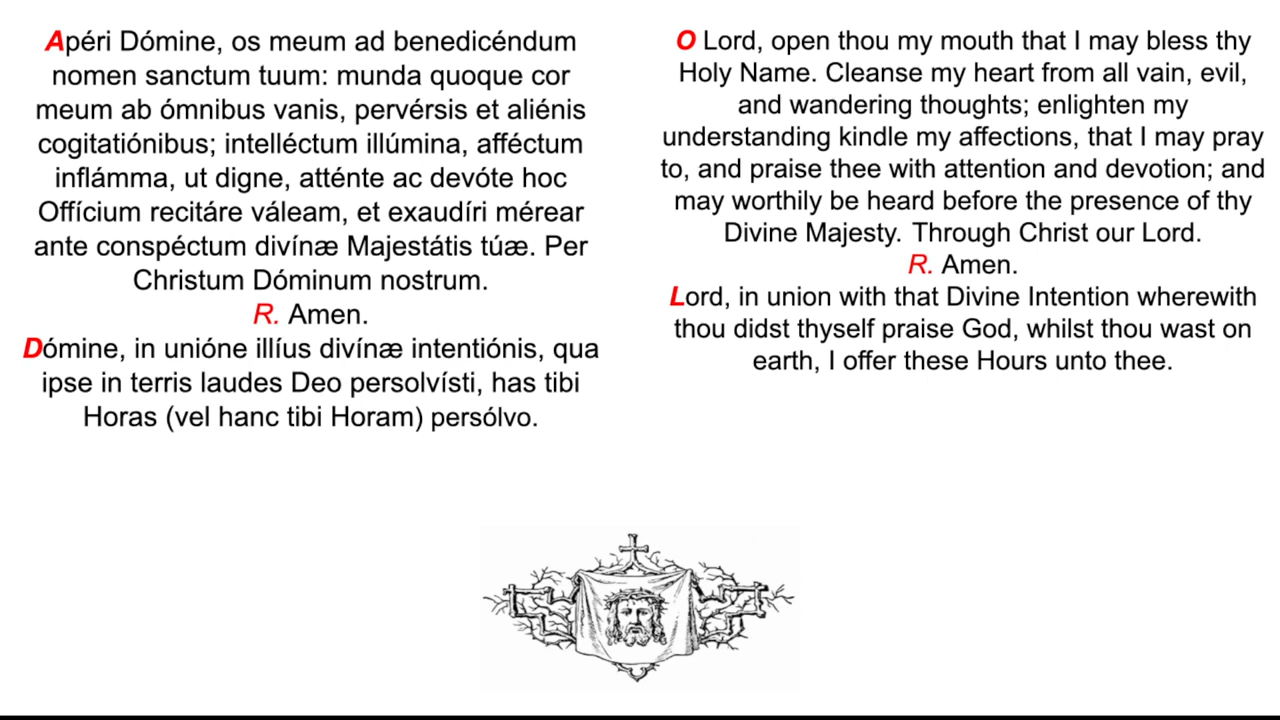 Apéri Dómine, os meum ad benedicéndum
nomen sanctum tuum: munda quoque cor
meum ab ómnibus vanis, pervérsis et aliénis
cogitatiónibus; intelléctum illúmina, afféctum
inflámma, ut digne, atténte ac devóte hoc
Offícium recitáre váleam, et exaudíri mérear
ante conspéctum divínæ Majestátis túæ. Per
Christum Dóminum nostrum.
R. Amen.
Dómine, in unióne illíus divínæ intentiónis, qua
ipse in terris laudes Deo persolvísti, has tibi
Horas (vel hanc tibi Horam) persólvo.
O Lord, open thou my mouth that I may bless thy
Holy Name. Cleanse my heart from all vain, evil,
and wandering thoughts; enlighten my
understanding kindle my affections, that I may pray
to, and praise thee with attention and devotion; and
may worthily be heard before the presence of thy
Divine Majesty. Through Christ our Lord.
R. Amen.
Lord, in union with that Divine Intention wherewith
thou didst thyself praise God, whilst thou wast on
earth, I offer these Hours unto thee.